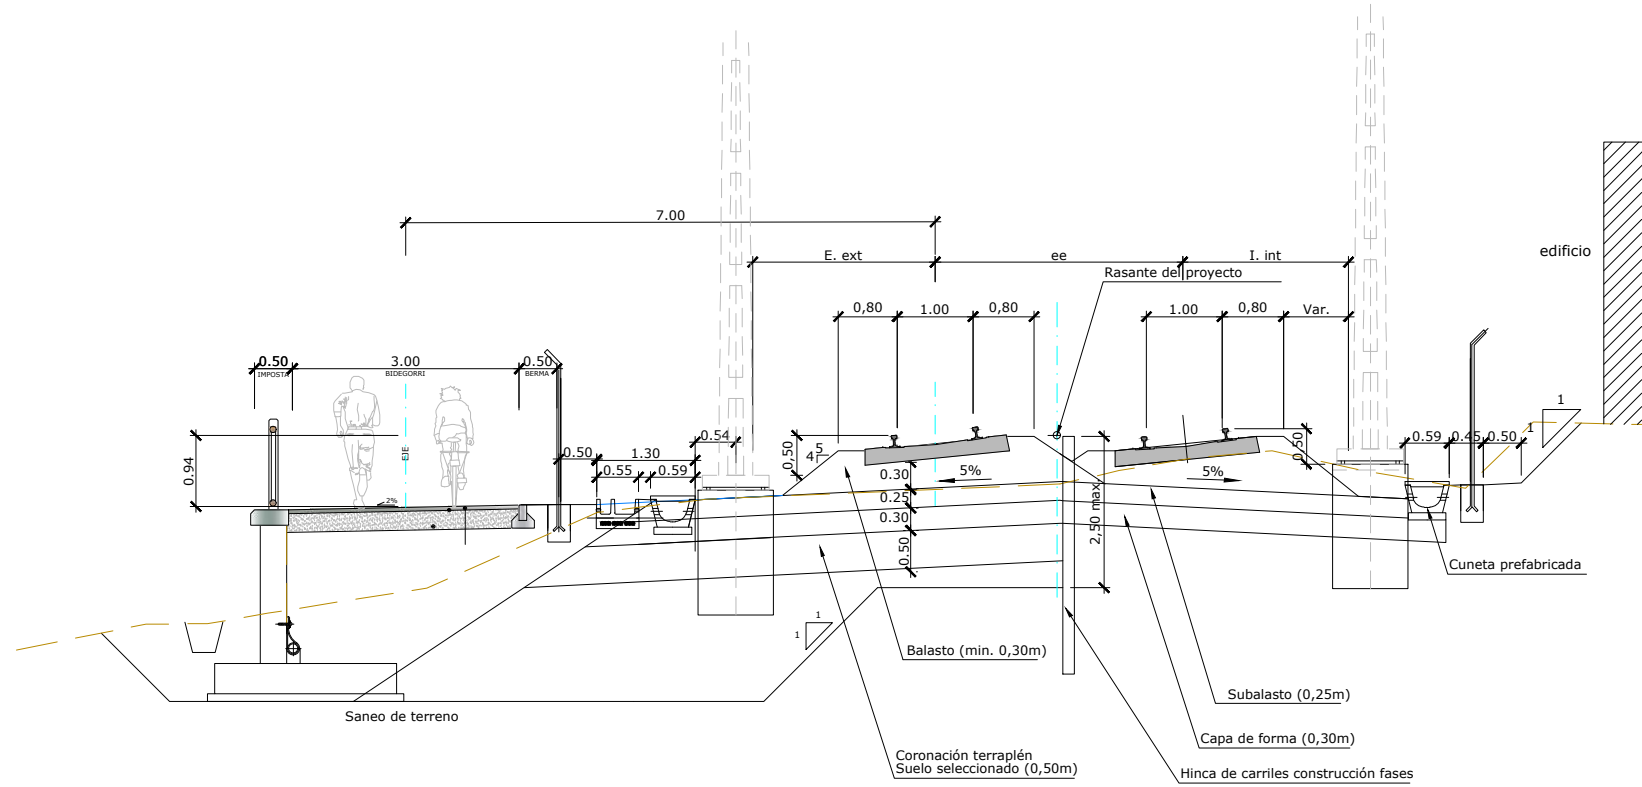 7.00
edificio
E. ext
ee
I. int
Rasante del proyecto
0,80
1.00
0,80
1.00
0,80
Var.
0.50
3.00
0.50
IMPOSTA
BIDEGORRI
BERMA
1
1
0.54
0.94
EJE
0.50
1.30
0.55
0.59
0,50
5
4
0.50
0.59
0.45
0.50
0.30
5%
5%
0.25
2%
0.30
2,50 max
0.50
Cuneta prefabricada
1
1
Balasto (min. 0,30m)
Subalasto (0,25m)
Saneo de terreno
Capa de forma (0,30m)
Coronación terraplén
Suelo seleccionado (0,50m)
Hinca de carriles construcción fases